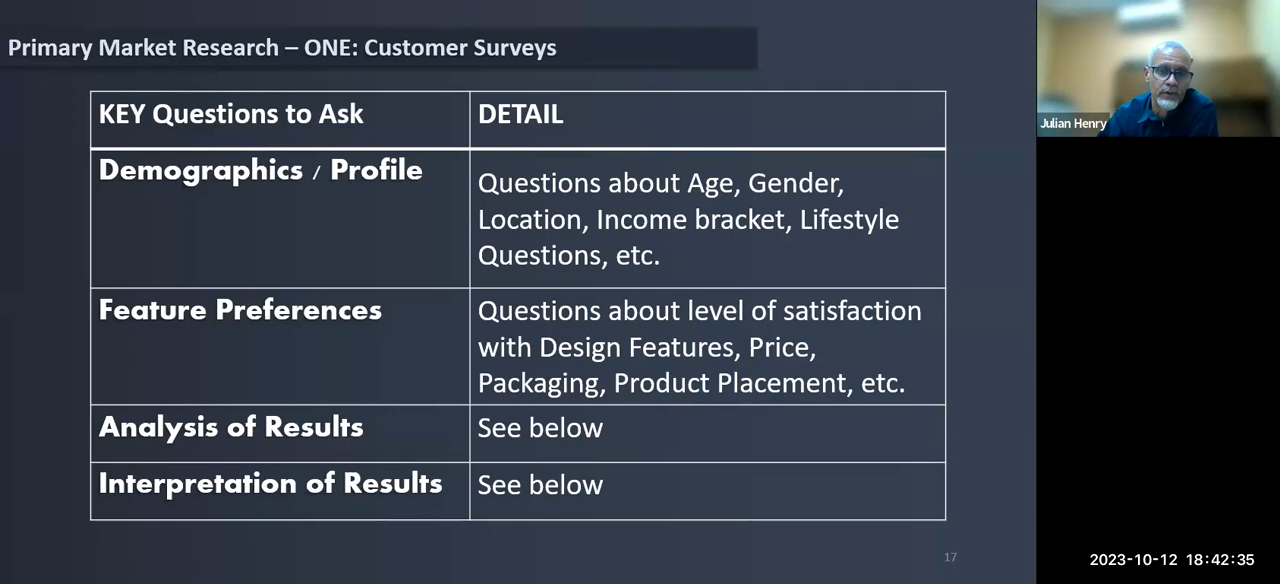 Primary Market Research – ONE: Customer Surveys
KEY Questions to Ask
DETAIL
Demographics / Profile
Questions about Age, Gender,
Location, Income bracket, Lifestyle
Questions, etc.
Feature Preferences
Questions about level of satisfaction
with Design Features, Price,
Packaging, Product Placement, etc.
Analysis of Results
See below
Interpretation of Results
See below
17
Julian Henry
2023-10-12 18:42:35